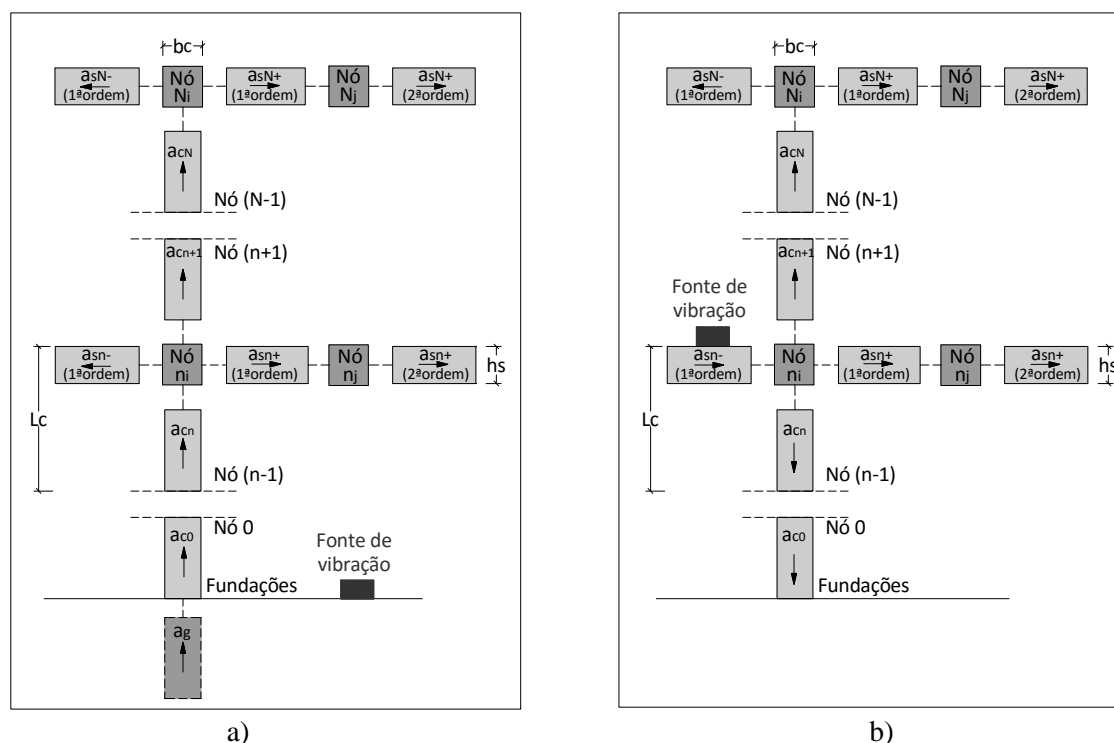 bc
asN-
(1ªordem)
Nó
Ni
asN+
(1ªordem)
Nó
Nj
asN+
(2ªordem)
acN
Nó (N-1)
Nó (n+1)
acn+1
asn-
(1ªordem)
Nó
ni
asn+
(1ªordem)
Nó
nj
asn+
(2ªordem)
hs
Lc
acn
Nó (n-1)
Nó 0
ac0
Fonte de
vibração
Fundações
ag
a)
bc
asN-
(1ªordem)
Nó
Ni
asN+
(1ªordem)
Nó
Nj
asN+
(2ªordem)
acN
Nó (N-1)
Nó (n+1)
acn+1
Fonte de
vibração
asn-
(1ªordem)
Nó
ni
asn+
(1ªordem)
Nó
nj
asn+
(2ªordem)
hs
Lc
acn
Nó (n-1)
Nó 0
ac0
Fundações
b)